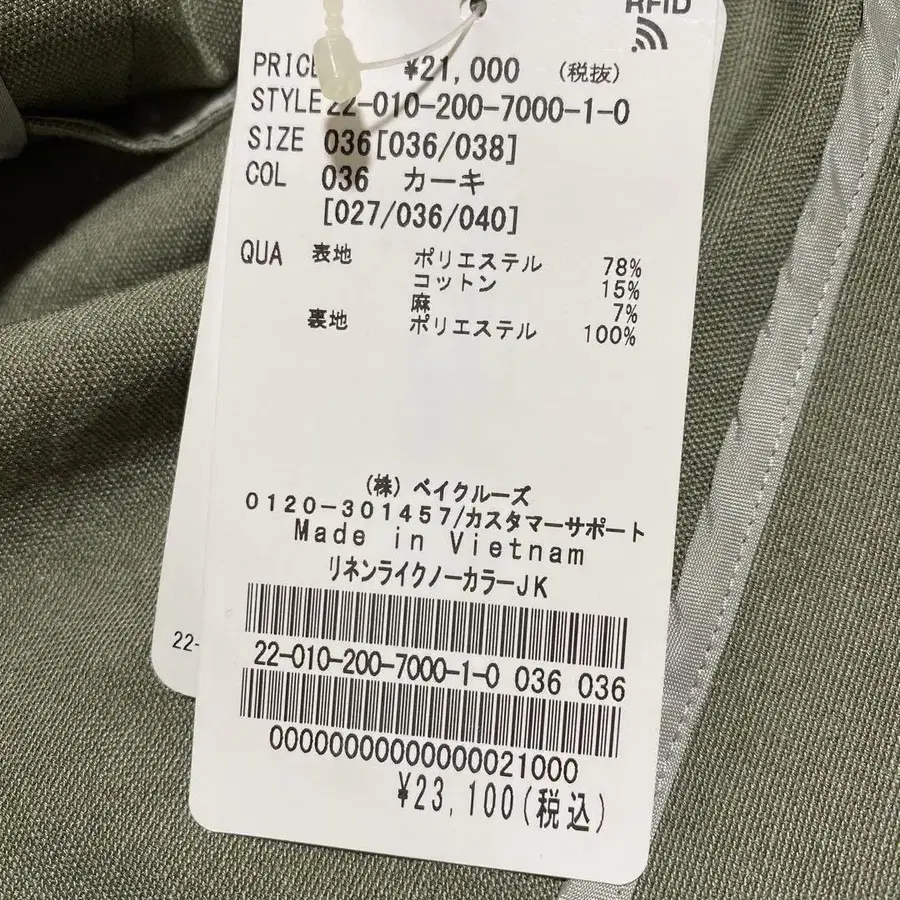 RFID
PRICE ¥21,000 (税抜)
STYLE 22-010-200-7000-1-0
SIZE 036[036/038]
COL 036 カーキ
[027/036/040]
QUA 表地 ポリエステル 78%
コットン 15%
麻 7%
裏地 ポリエステル 100%
(株)ベイクルーズ
0120-301457/カスタマーサポート
Made in Vietnam
リネンライクノーカラーJK
22-010-200-7000-1-0 036 036
00000000000000021000
¥23,100(税込)
22-